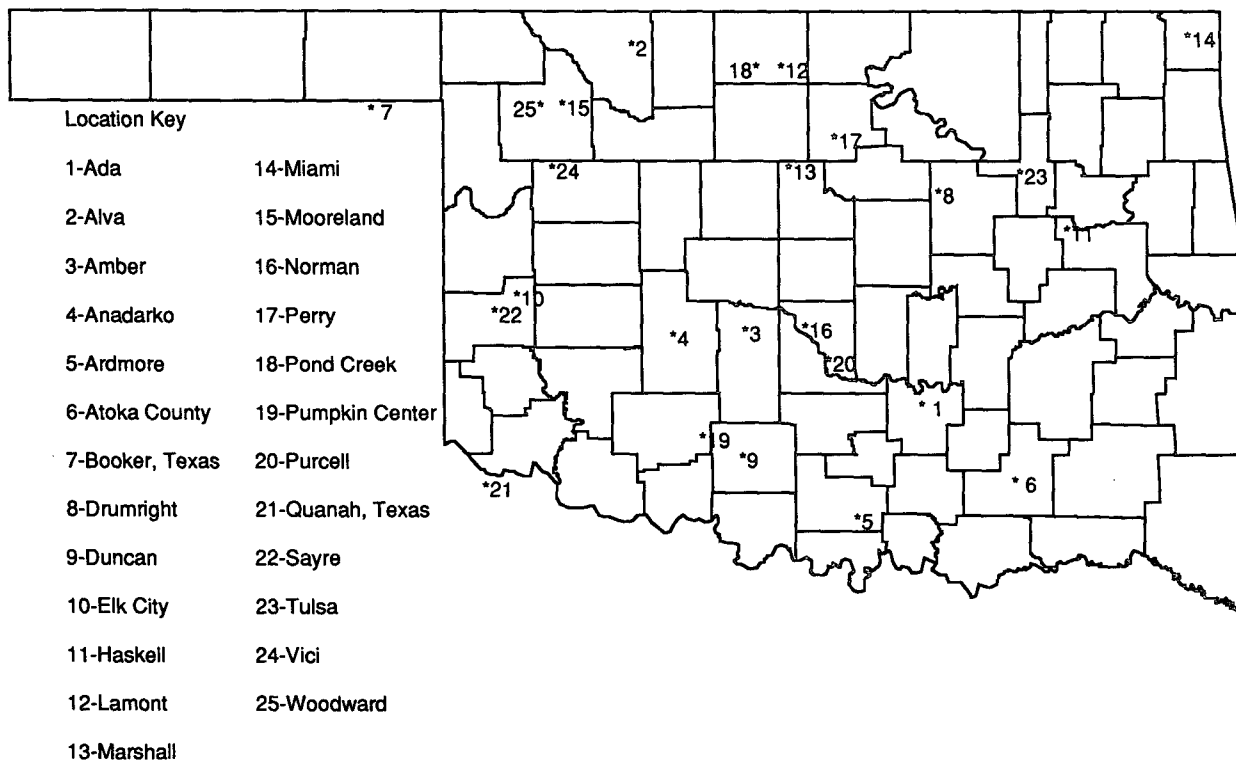 *2
*14
18* *12
25* *15
* 7
*17
*24
*13
*8
*23
*11
*10
*22
*4
*3
*16
*20
* 1
*19
*9
*21
* 6
*5
Location Key
1-Ada
2-Alva
3-Amber
4-Anadarko
5-Ardmore
6-Atoka County
7-Booker, Texas
8-Drumright
9-Duncan
10-Elk City
11-Haskell
12-Lamont
13-Marshall
14-Miami
15-Mooreland
16-Norman
17-Perry
18-Pond Creek
19-Pumpkin Center
20-Purcell
21-Quanah, Texas
22-Sayre
23-Tulsa
24-Vici
25-Woodward